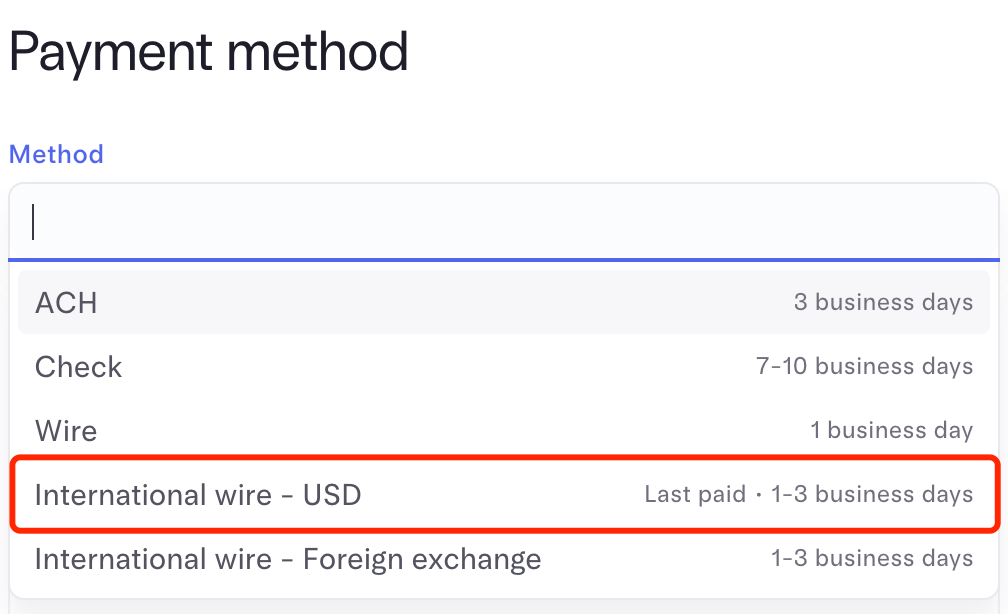 Payment method
Method
ACH 3 business days
Check 7-10 business days
Wire 1 business day
International wire - USD Last paid · 1-3 business days
International wire - Foreign exchange 1-3 business days